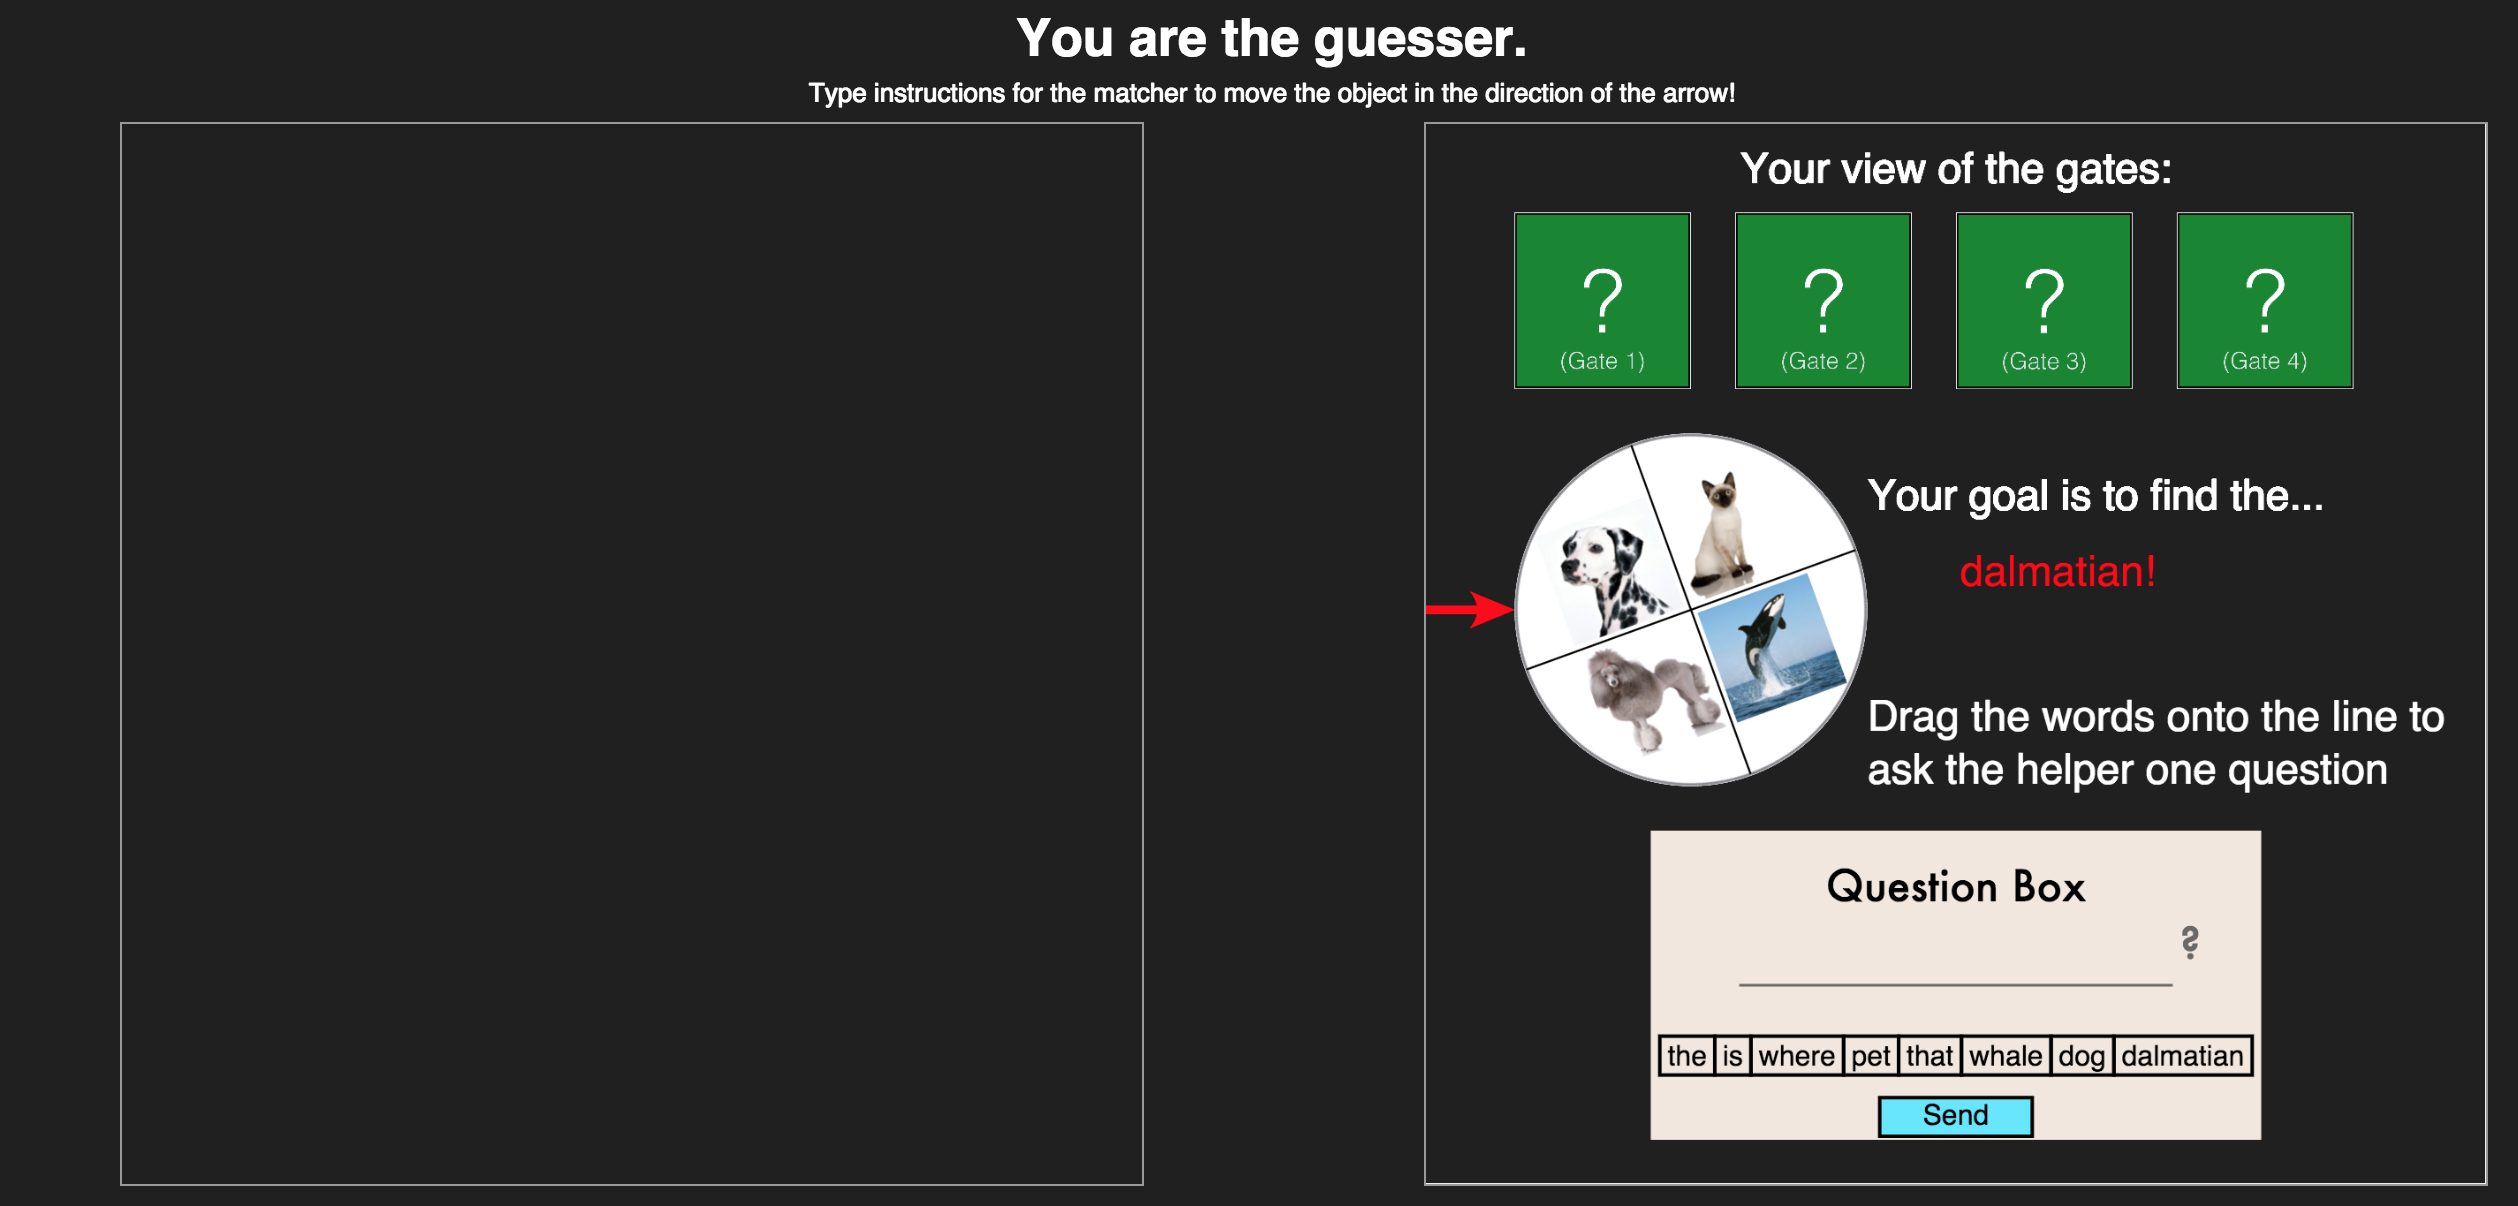 You are the guesser.
Type instructions for the matcher to move the object in the direction of the arrow!
Your view of the gates:
? ? ? ?
(Gate 1) (Gate 2) (Gate 3) (Gate 4)
Your goal is to find the...
dalmatian!
Drag the words onto the line to
ask the helper one question
Question Box
?
the is where pet that whale dog dalmatian
Send